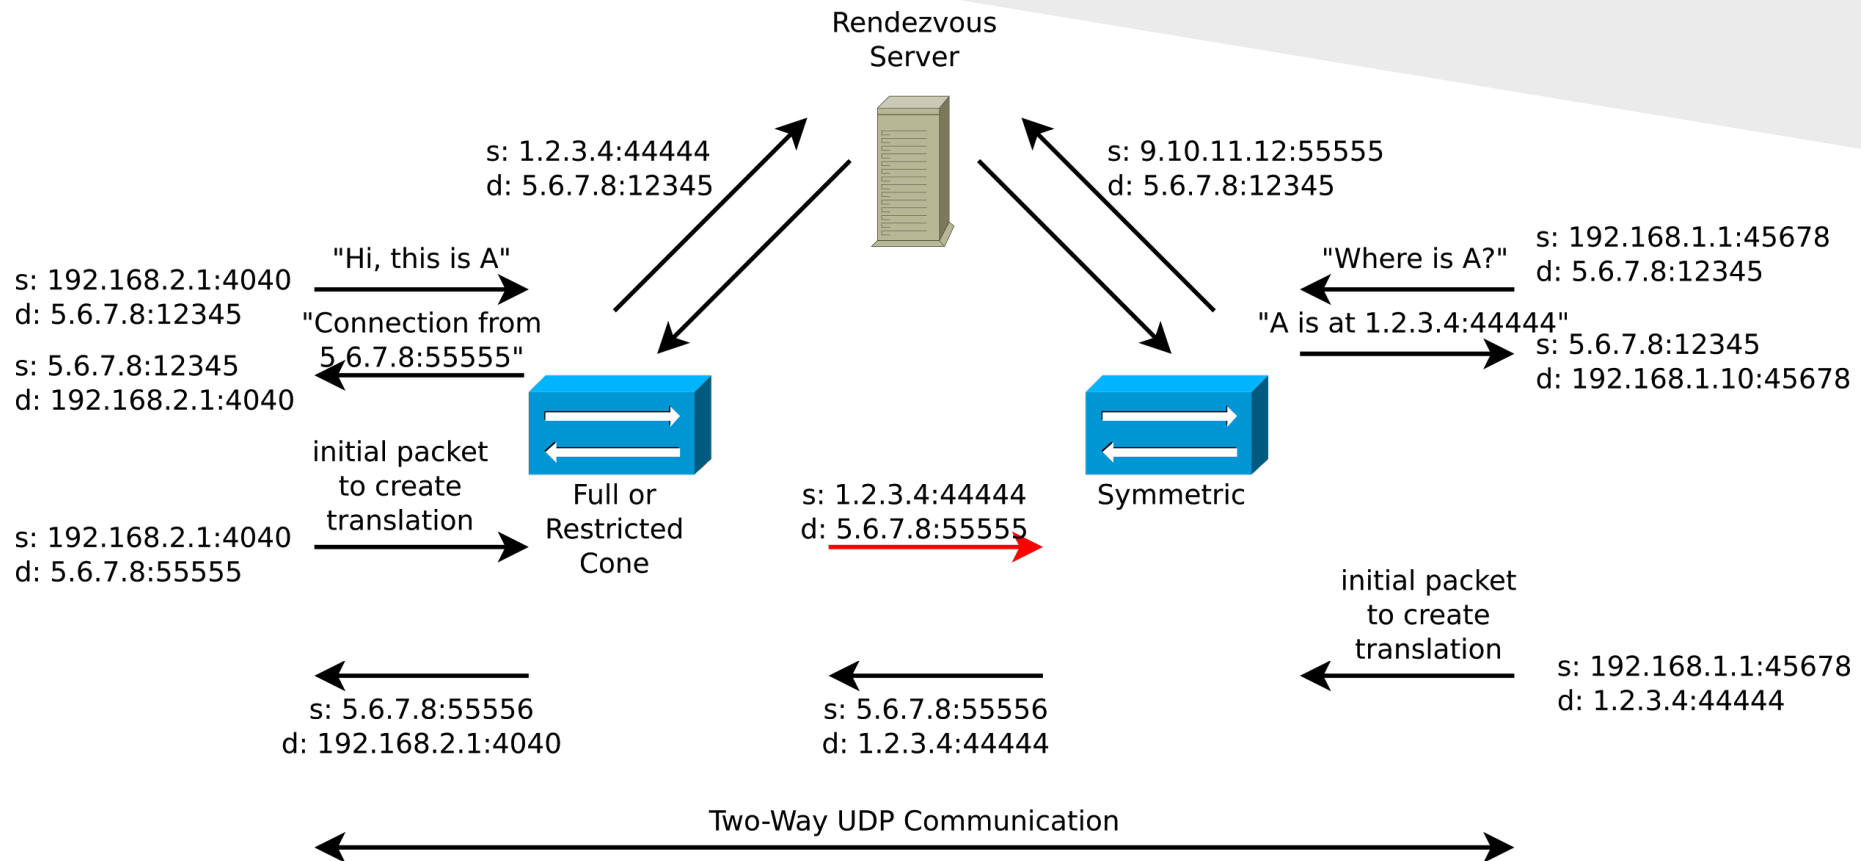 Rendezvous
Server
s: 1.2.3.4:44444
d: 5.6.7.8:12345
s: 9.10.11.12:55555
d: 5.6.7.8:12345
"Hi, this is A"
s: 192.168.2.1:4040
d: 5.6.7.8:12345
"Where is A?"
s: 192.168.1.1:45678
d: 5.6.7.8:12345
"Connection from
5.6.7.8:55555"
s: 5.6.7.8:12345
d: 192.168.2.1:4040
"A is at 1.2.3.4:44444"
s: 5.6.7.8:12345
d: 192.168.1.10:45678
initial packet
to create
translation
s: 192.168.2.1:4040
d: 5.6.7.8:55555
Full or
Restricted
Cone
s: 1.2.3.4:44444
d: 5.6.7.8:55555
Symmetric
initial packet
to create
translation
s: 192.168.1.1:45678
d: 1.2.3.4:44444
s: 5.6.7.8:55556
d: 192.168.2.1:4040
s: 5.6.7.8:55556
d: 1.2.3.4:44444
Two-Way UDP Communication